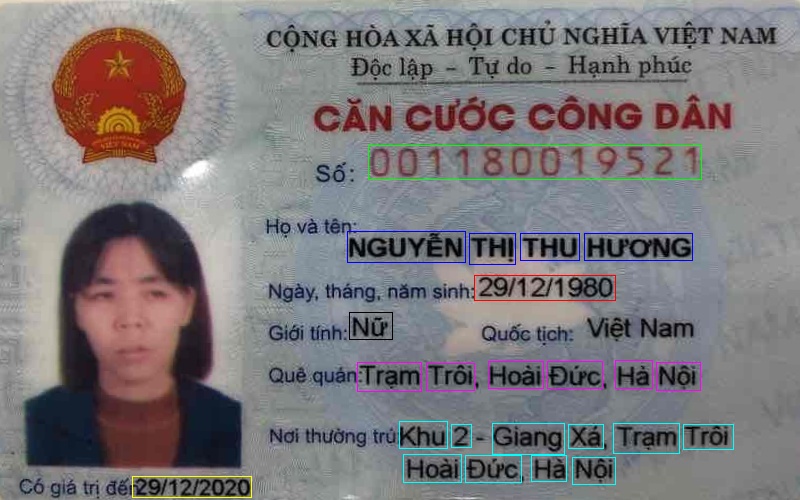 CỘNG HÒA XÃ HỘI CHỦ NGHĨA VIỆT NAM
Độc lập - Tự do - Hạnh phúc
CĂN CƯỚC CÔNG DÂN
Số: 001180019521
Họ và tên:
NGUYỄN THỊ THU HƯƠNG
Ngày, tháng, năm sinh: 29/12/1980
Giới tính: Nữ Quốc tịch: Việt Nam
Quê quán: Trạm Trôi, Hoài Đức, Hà Nội
Nơi thường trú: Khu 2 - Giang Xá, Trạm Trôi
Hoài Đức, Hà Nội
Có giá trị đến 29/12/2020